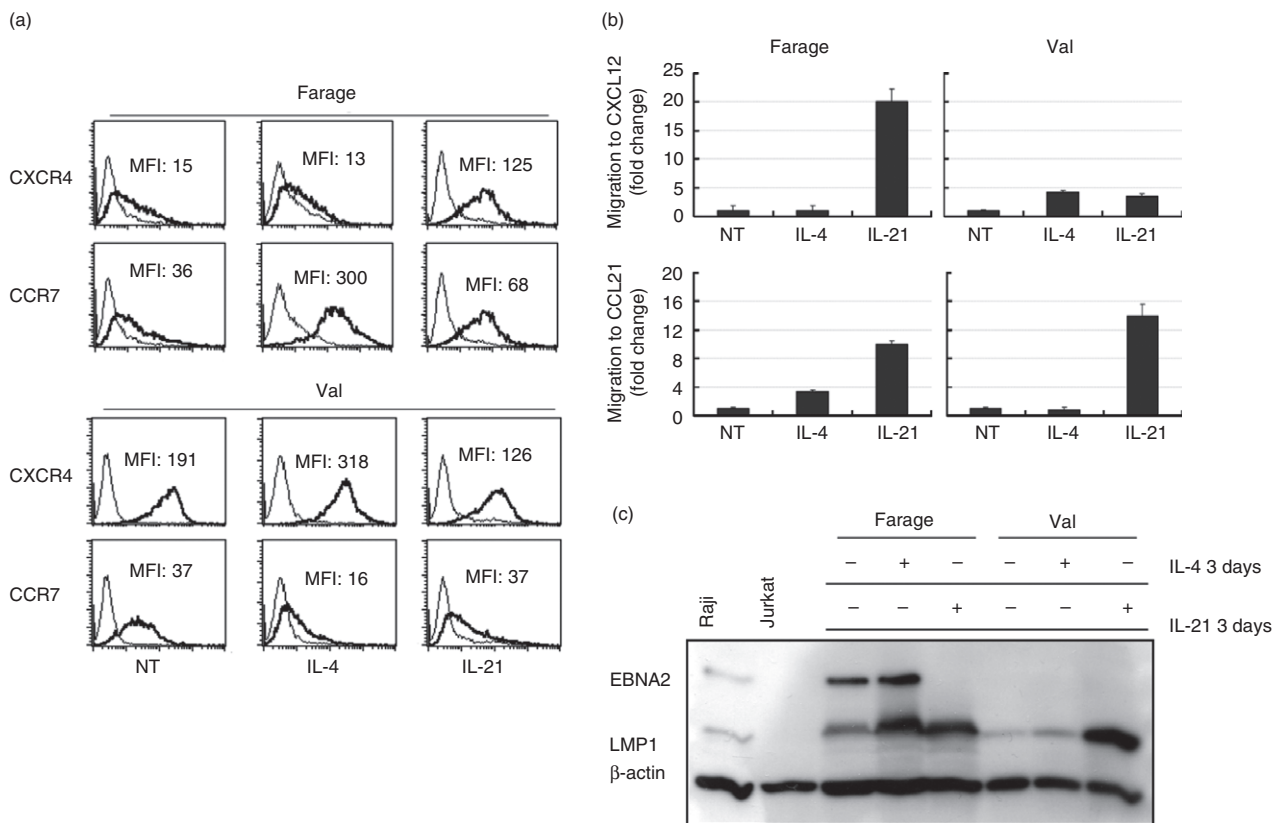 (a)
Farage
CXCR4
MFI: 15
MFI: 13
MFI: 125
CCR7
MFI: 36
MFI: 300
MFI: 68
Val
CXCR4
MFI: 191
MFI: 318
MFI: 126
CCR7
MFI: 37
MFI: 16
MFI: 37
NT IL-4 IL-21
(b)
Farage Val
Migration to CXCL12
(fold change)
25
20
15
10
5
0
NT IL-4 IL-21
NT IL-4 IL-21
Migration to CCL21
(fold change)
20
16
12
8
4
0
NT IL-4 IL-21
NT IL-4 IL-21
(c)
Farage Val
Raji
Jurkat
– + – – + – IL-4 3 days
– – + – – + IL-21 3 days
EBNA2
LMP1
β-actin